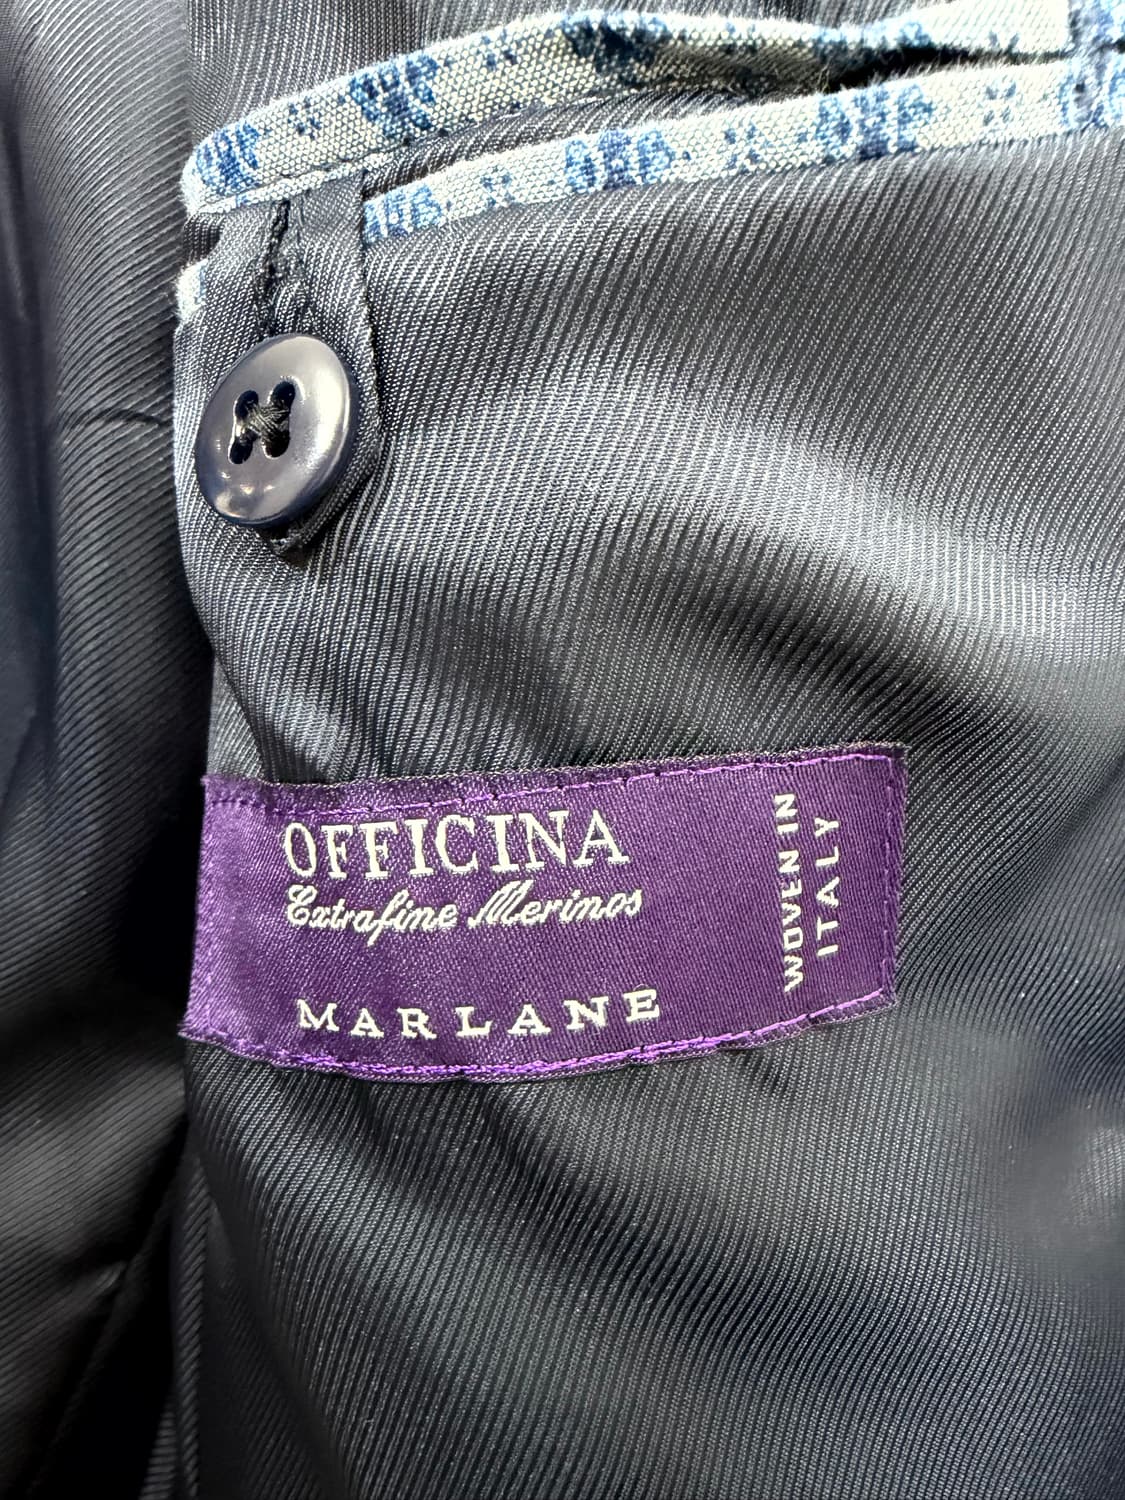 OFFICINA
Extrafine Merinos
MARLANE
WOVEN IN
ITALY